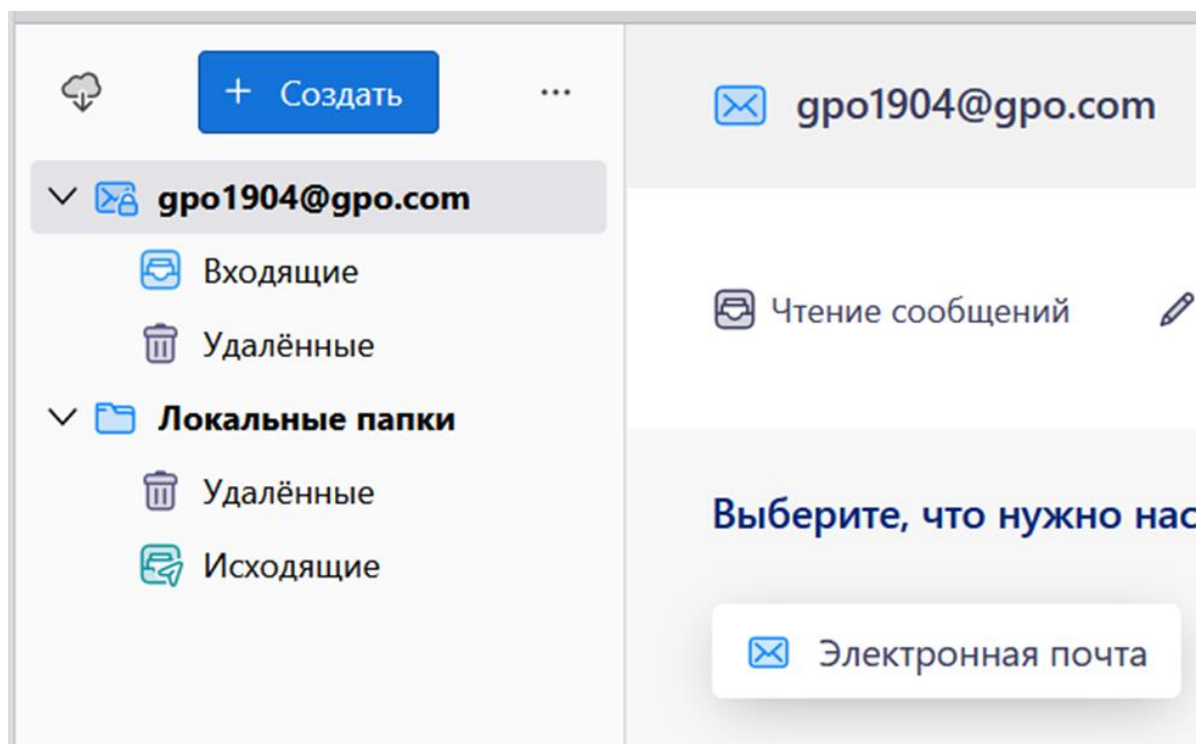 + Создать
...
gpo1904@gpo.com
Входящие
Удалённые
Локальные папки
Удалённые
Исходящие
gpo1904@gpo.com
Чтение сообщений
Выберите, что нужно нас
Электронная почта